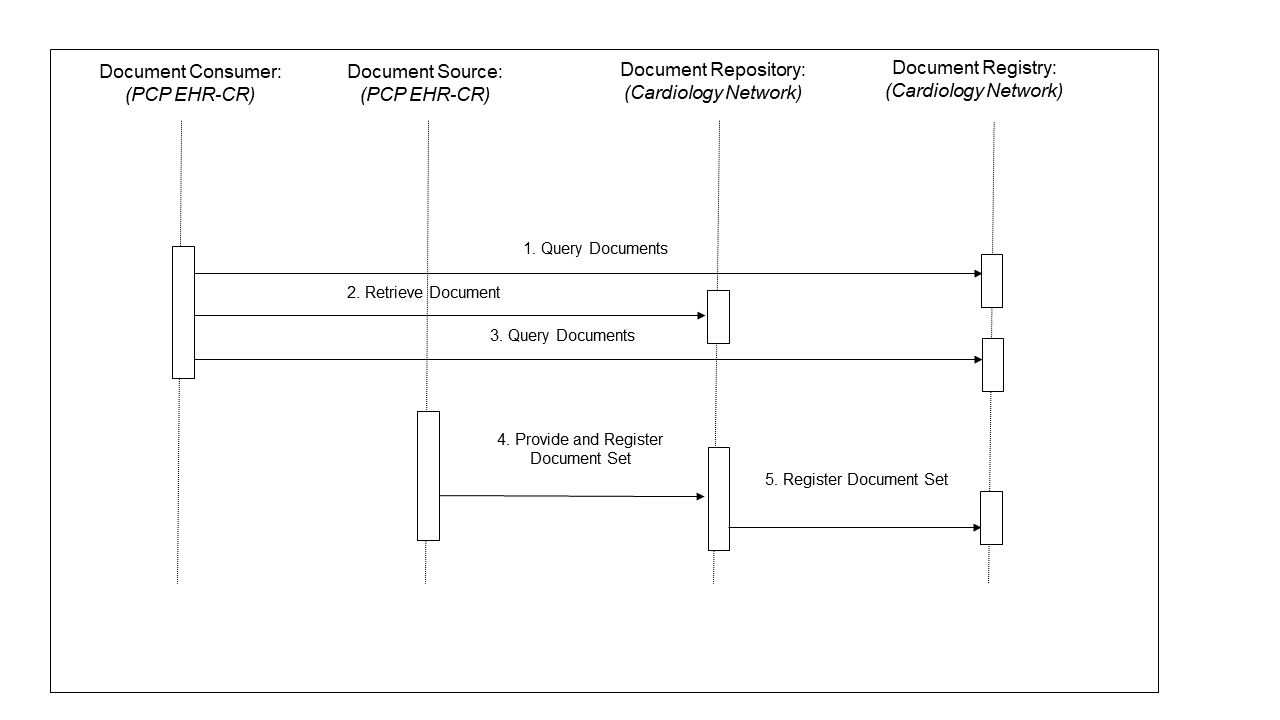 Document Consumer:
(PCP EHR-CR)
Document Source:
(PCP EHR-CR)
Document Repository:
(Cardiology Network)
Document Registry:
(Cardiology Network)
1. Query Documents
2. Retrieve Document
3. Query Documents
4. Provide and Register
Document Set
5. Register Document Set